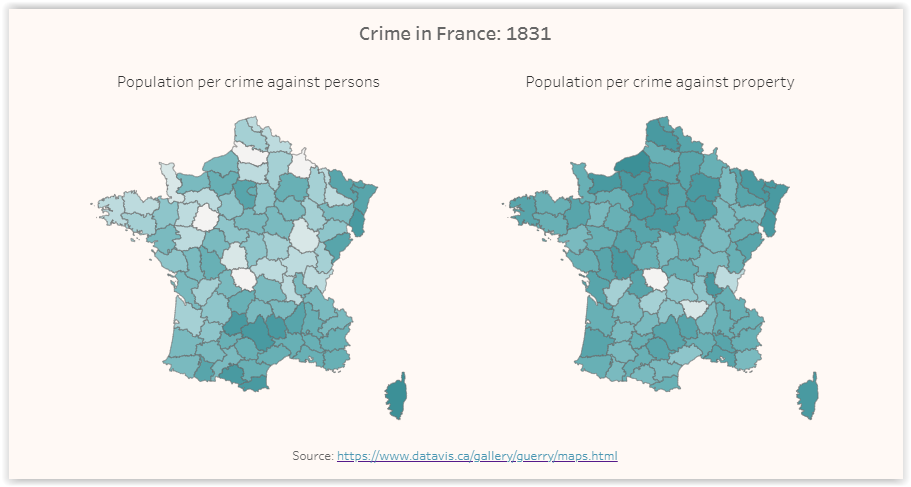 Crime in France: 1831
Population per crime against persons
Population per crime against property
Source: https://www.datavis.ca/gallery/guerry/maps.html